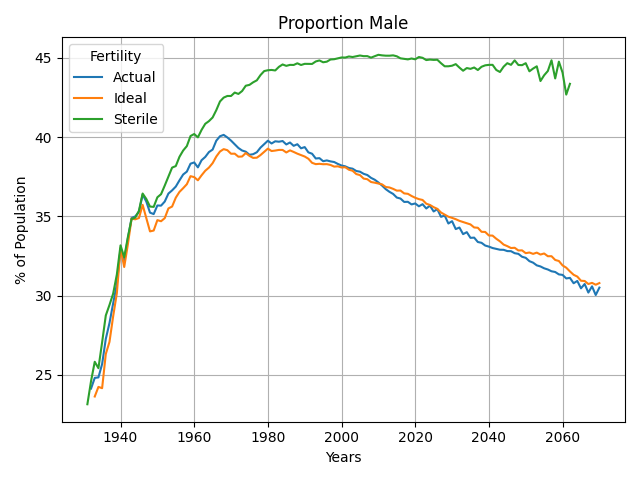 Proportion Male
Fertility
Actual
Ideal
Sterile
% of Population
45
40
35
30
25
1940 1960 1980 2000 2020 2040 2060
Years